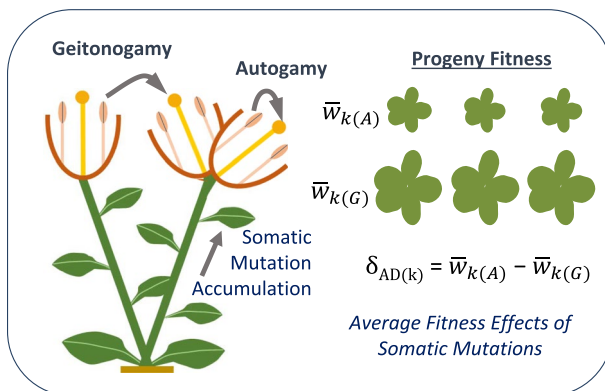 Geitonogamy
Autogamy
Somatic
Mutation
Accumulation
Progeny Fitness
w̅k(A)
w̅k(G)
δAD(k) = w̅k(A) − w̅k(G)
Average Fitness Effects of
Somatic Mutations